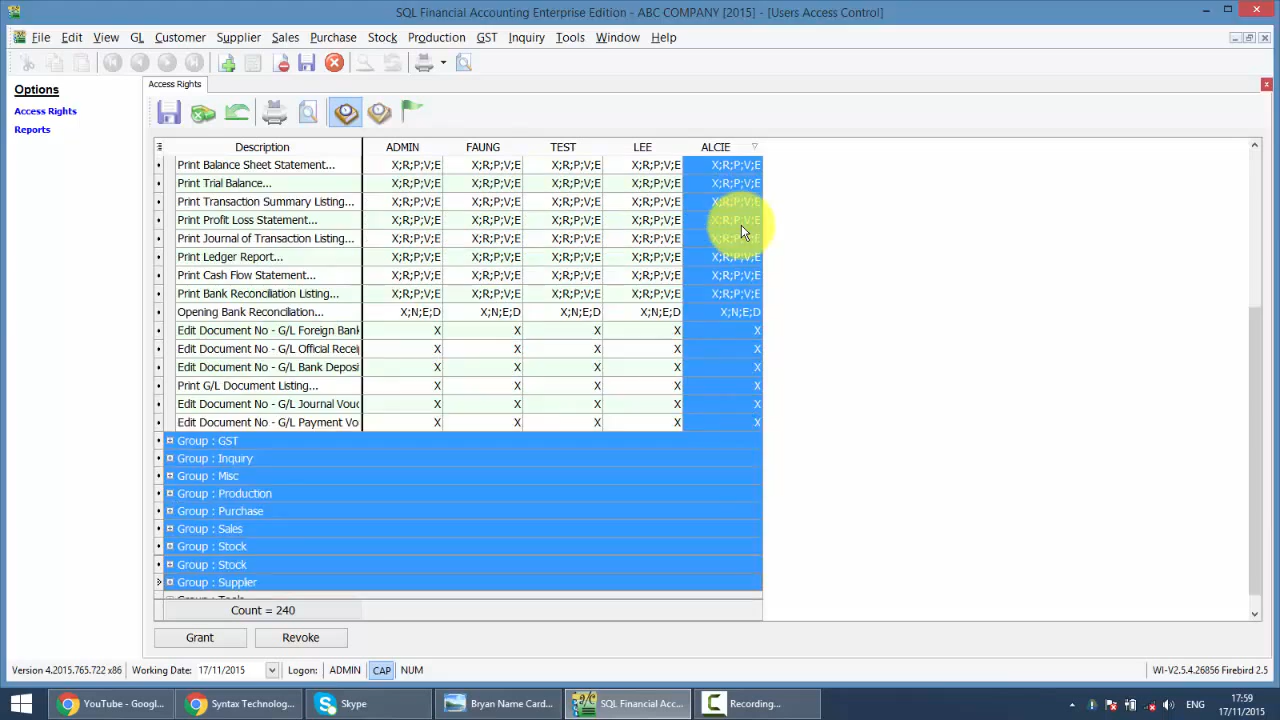 SQL Financial Accounting Enterprise Edition - ABC COMPANY [2015] - [Users Access Control]
File Edit View GL Customer Supplier Sales Purchase Stock Production GST Inquiry Tools Window Help
Options
Access Rights
Reports
Access Rights
Description ADMIN FAUNG TEST LEE ALCIE
Print Balance Sheet Statement... X;R;P;V;E X;R;P;V;E X;R;P;V;E X;R;P;V;E X;R;P;V;E
Print Trial Balance... X;R;P;V;E X;R;P;V;E X;R;P;V;E X;R;P;V;E X;R;P;V;E
Print Transaction Summary Listing... X;R;P;V;E X;R;P;V;E X;R;P;V;E X;R;P;V;E X;R;P;V;E
Print Profit Loss Statement... X;R;P;V;E X;R;P;V;E X;R;P;V;E X;R;P;V;E X;R;P;V;E
Print Journal of Transaction Listing... X;R;P;V;E X;R;P;V;E X;R;P;V;E X;R;P;V;E X;R;P;V;E
Print Ledger Report... X;R;P;V;E X;R;P;V;E X;R;P;V;E X;R;P;V;E X;R;P;V;E
Print Cash Flow Statement... X;R;P;V;E X;R;P;V;E X;R;P;V;E X;R;P;V;E X;R;P;V;E
Print Bank Reconciliation Listing... X;R;P;V;E X;R;P;V;E X;R;P;V;E X;R;P;V;E X;R;P;V;E
Opening Bank Reconciliation... X;N;E;D X;N;E;D X;N;E;D X;N;E;D X;N;E;D
Edit Document No - G/L Foreign Bank X X X X X
Edit Document No - G/L Official Recei X X X X X
Edit Document No - G/L Bank Deposi X X X X X
Print G/L Document Listing... X X X X X
Edit Document No - G/L Journal Vouc X X X X X
Edit Document No - G/L Payment Vo X X X X X
Group : GST
Group : Inquiry
Group : Misc
Group : Production
Group : Purchase
Group : Sales
Group : Stock
Group : Stock
Group : Supplier
Group : Tools
Count = 240
Grant Revoke
Version 4.2015.765.722 x86 Working Date: 17/11/2015 Logon: ADMIN CAP NUM WI-V2.5.4.26856 Firebird 2.5
YouTube - Googl... Syntax Technolog... Skype Bryan Name Card... SQL Financial Acc... Recording... ENG 17:59
17/11/2015